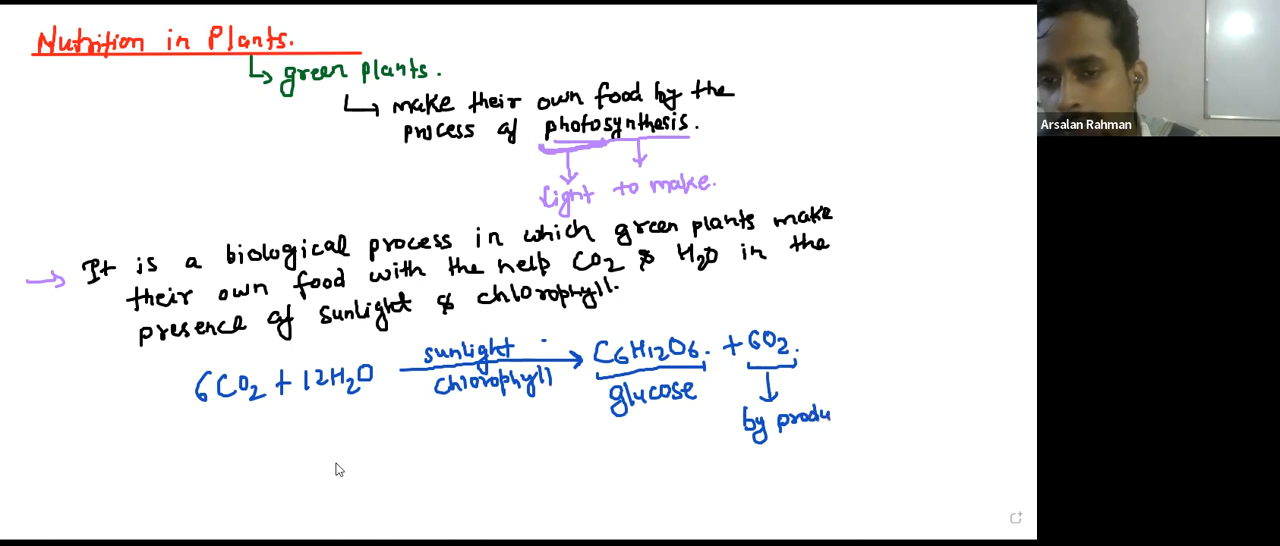 Nutrition in Plants.
↳ green plants.
↳ make their own food by the
process of photosynthesis.
light to make.
→ It is a biological process in which green plants make
their own food with the help CO2 & H2O in the
presence of sunlight & chlorophyll.
sunlight
6CO2 + 12H2O → C6H12O6. + 6O2.
chlorophyll
glucose
by produ
Arsalan Rahman